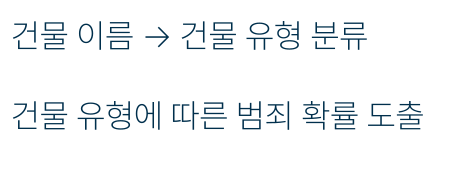 건물 이름 → 건물 유형 분류
건물 유형에 따른 범죄 확률 도출